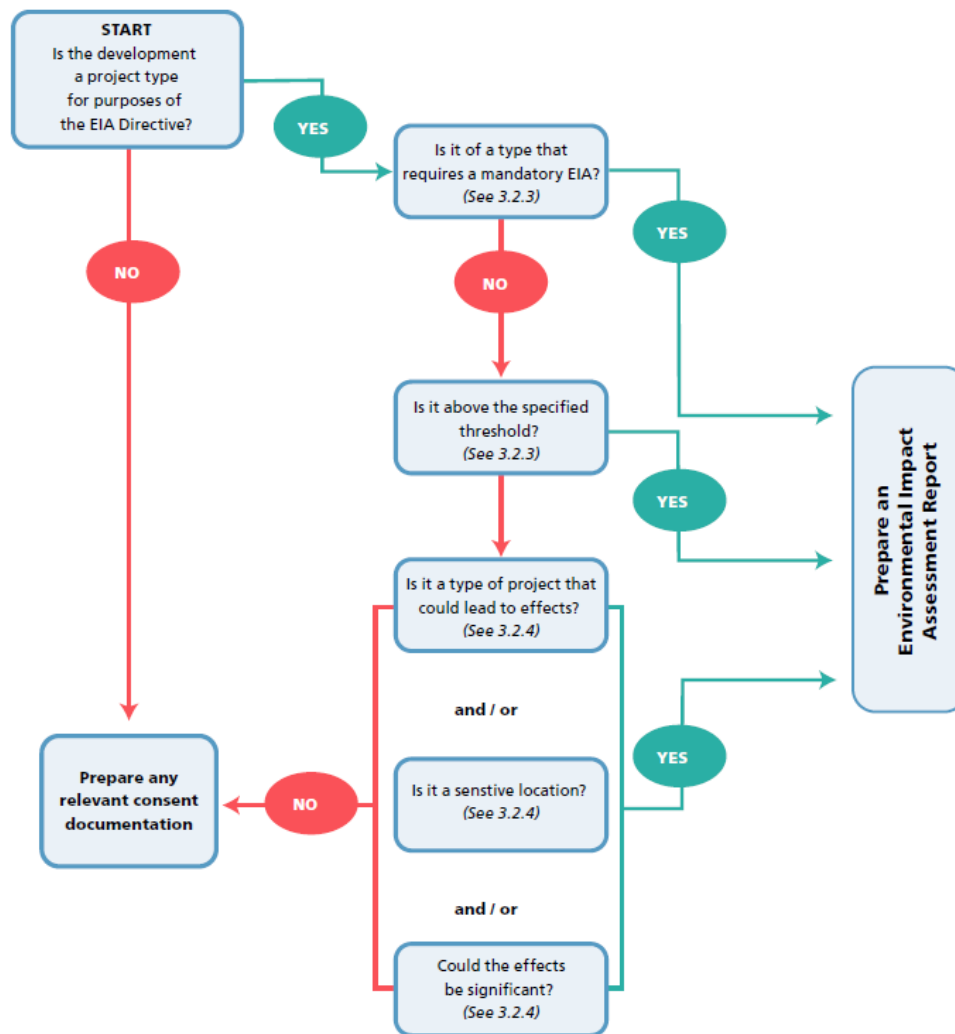 START
Is the development
a project type
for purposes of
the EIA Directive?
YES
Is it of a type that
requires a mandatory EIA?
(See 3.2.3)
YES
NO
NO
Is it above the specified
threshold?
(See 3.2.3)
YES
Prepare an
Environmental Impact
Assessment Report
Is it a type of project that
could lead to effects?
(See 3.2.4)
and / or
YES
Prepare any
relevant consent
documentation
NO
Is it a senstive location?
(See 3.2.4)
and / or
Could the effects
be significant?
(See 3.2.4)